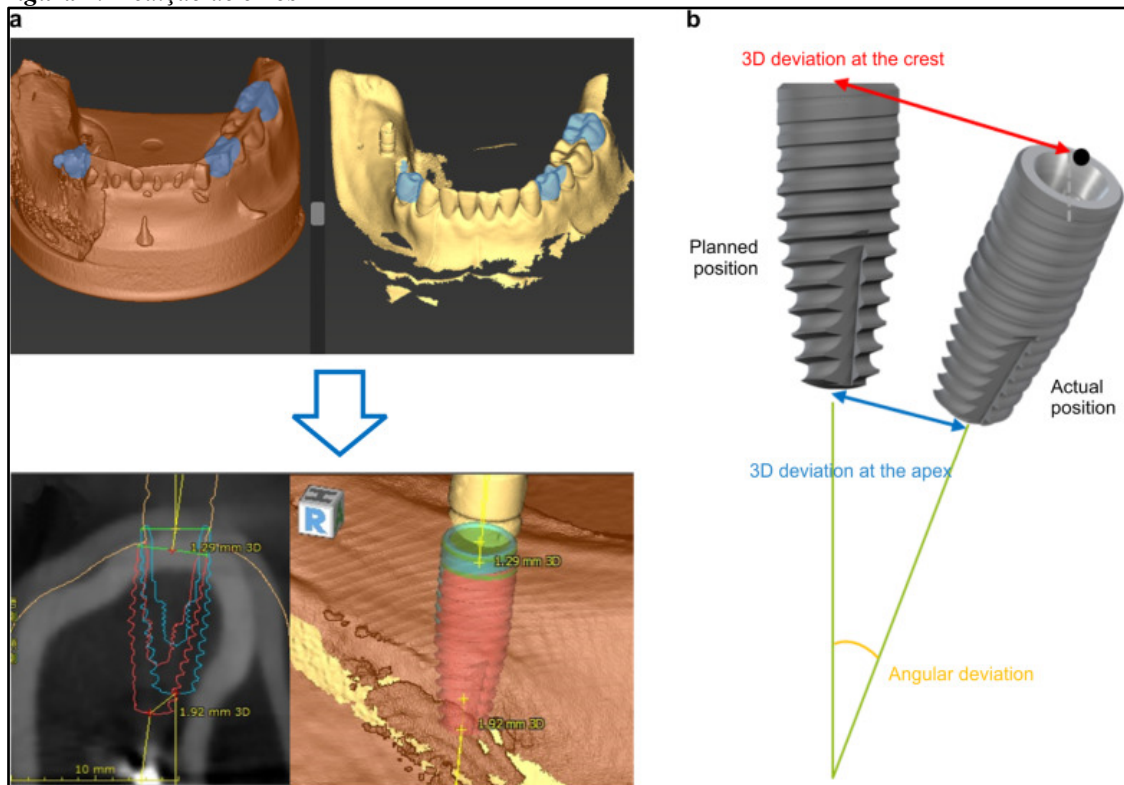 a
b
3D deviation at the crest
Planned
position
Actual
position
3D deviation at the apex
Angular deviation
1.29 mm 3D
1.92 mm 3D
10 mm
R
1.29 mm 3D
1.92 mm 3D